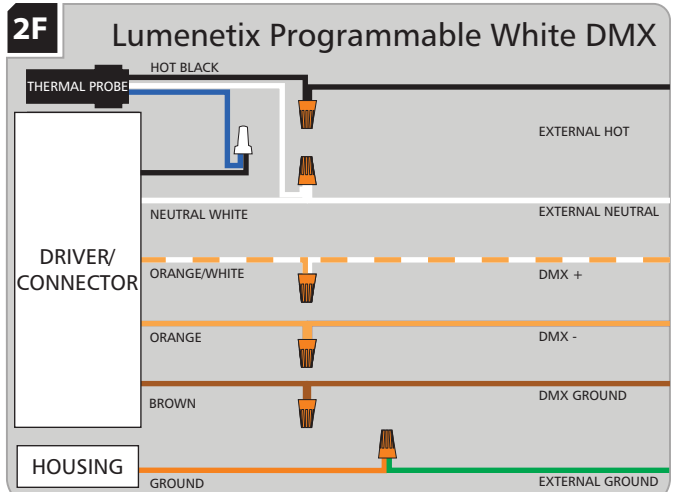 2F
Lumenetix Programmable White DMX
HOT BLACK
THERMAL PROBE
EXTERNAL HOT
NEUTRAL WHITE
EXTERNAL NEUTRAL
DRIVER/
CONNECTOR
ORANGE/WHITE
DMX +
ORANGE
DMX -
BROWN
DMX GROUND
HOUSING
GROUND
EXTERNAL GROUND